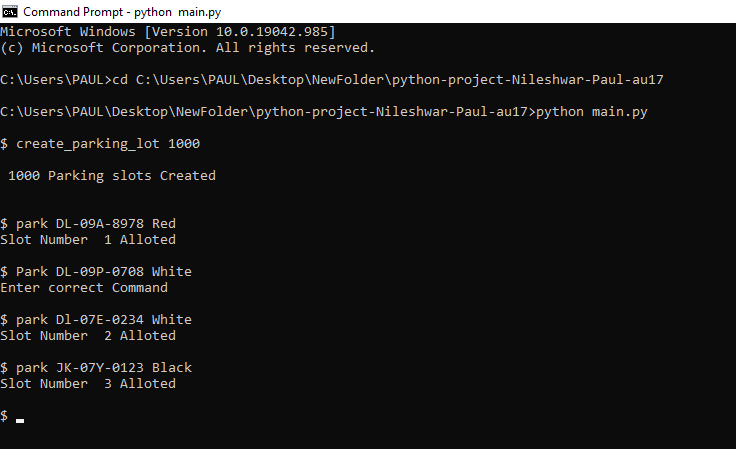 Command Prompt - python  main.py
Microsoft Windows [Version 10.0.19042.985]
(c) Microsoft Corporation. All rights reserved.
C:\Users\PAUL>cd C:\Users\PAUL\Desktop\NewFolder\python-project-Nileshwar-Paul-au17
C:\Users\PAUL\Desktop\NewFolder\python-project-Nileshwar-Paul-au17>python main.py
$ create_parking_lot 1000
 1000 Parking slots Created
$ park DL-09A-8978 Red
Slot Number  1 Alloted
$ Park DL-09P-0708 White
Enter correct Command
$ park Dl-07E-0234 White
Slot Number  2 Alloted
$ park JK-07Y-0123 Black
Slot Number  3 Alloted
$